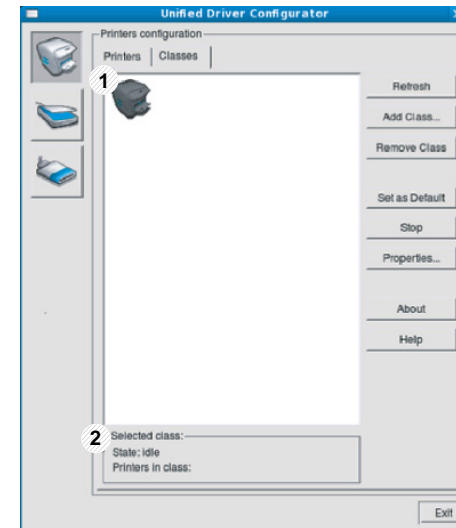 Unified Driver Configurator
Printers configuration
Printers Classes
1
Refresh
Add Class...
Remove Class
Set as Default
Stop
Properties...
About
Help
2 Selected class:
State: idle
Printers in class:
Exit